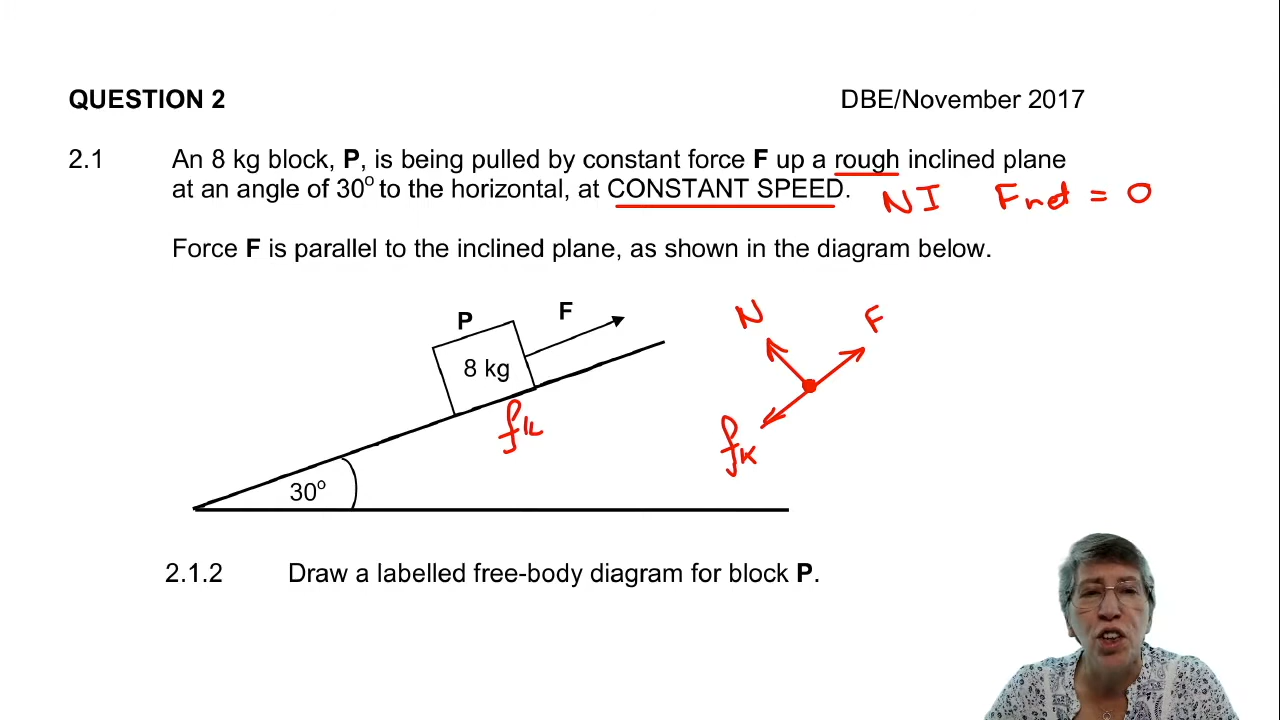 QUESTION 2
DBE/November 2017
2.1 An 8 kg block, P, is being pulled by constant force F up a rough inclined plane
at an angle of 30° to the horizontal, at CONSTANT SPEED. NI Fnet = 0
Force F is parallel to the inclined plane, as shown in the diagram below.
P
F
8 kg
30°
fk
N
F
fk
2.1.2 Draw a labelled free-body diagram for block P.